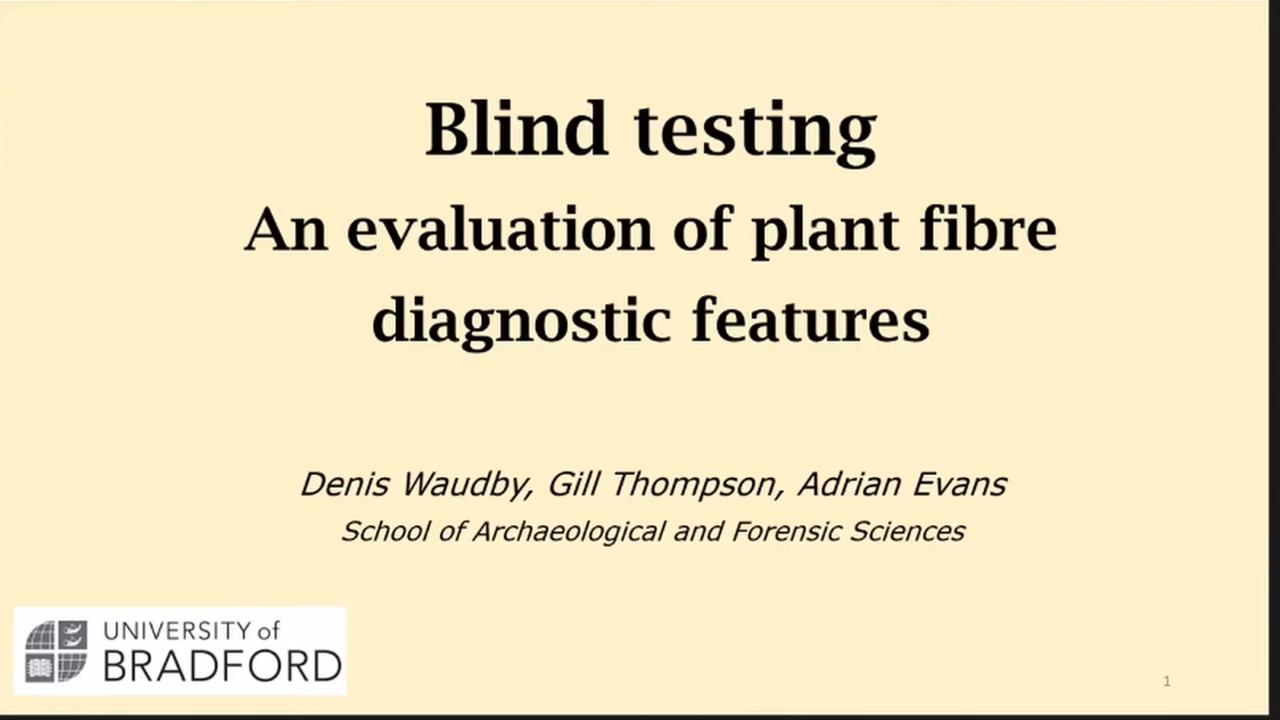 Blind testing
An evaluation of plant fibre
diagnostic features
Denis Waudby, Gill Thompson, Adrian Evans
School of Archaeological and Forensic Sciences
UNIVERSITY of
BRADFORD
1